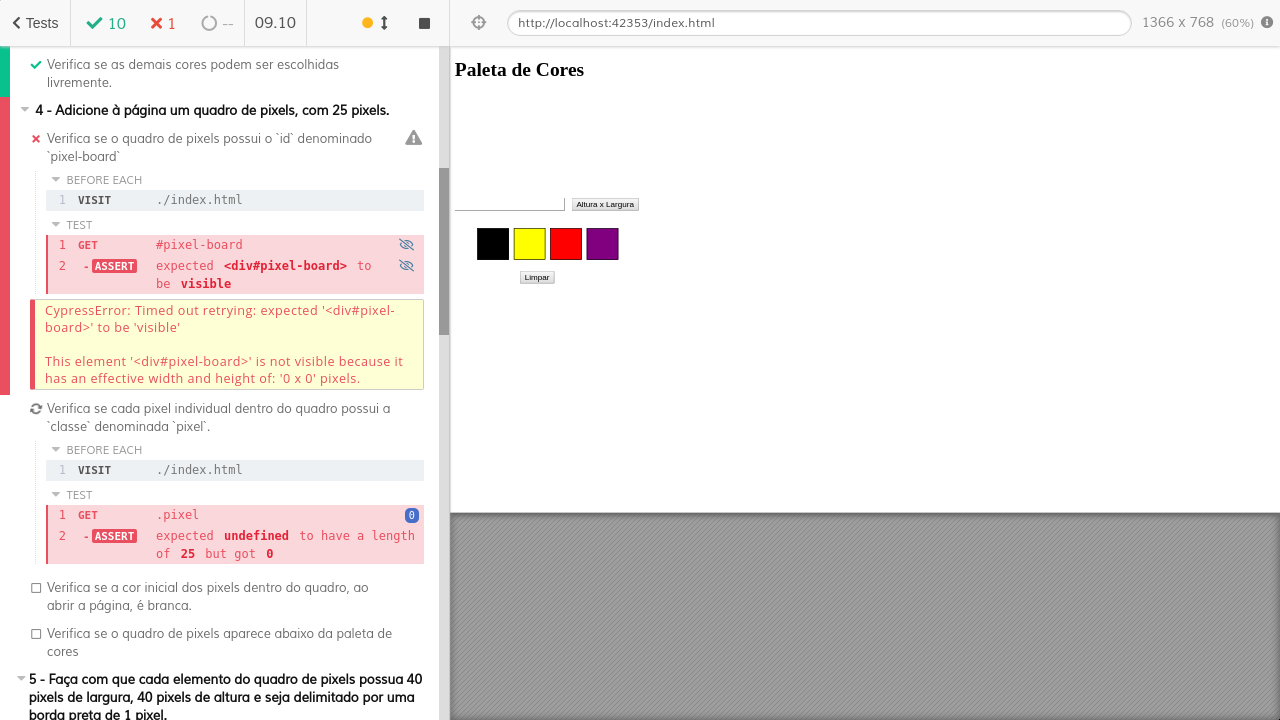 Tests
10
1
--
09.10
http://localhost:42353/index.html
1366 x 768 (60%)
Verifica se as demais cores podem ser escolhidas
livremente.
4 - Adicione à página um quadro de pixels, com 25 pixels.
Verifica se o quadro de pixels possui o `id` denominado
`pixel-board`
BEFORE EACH
1 VISIT ./index.html
TEST
1 GET #pixel-board
2 -ASSERT expected <div#pixel-board> to
be visible
CypressError: Timed out retrying: expected '<div#pixel-
board>' to be 'visible'
This element '<div#pixel-board>' is not visible because it
has an effective width and height of: '0 x 0' pixels.
Verifica se cada pixel individual dentro do quadro possui a
`classe` denominada `pixel`.
BEFORE EACH
1 VISIT ./index.html
TEST
1 GET .pixel 0
2 -ASSERT expected undefined to have a length
of 25 but got 0
Verifica se a cor inicial dos pixels dentro do quadro, ao
abrir a página, é branca.
Verifica se o quadro de pixels aparece abaixo da paleta de
cores
5 - Faça com que cada elemento do quadro de pixels possua 40
pixels de largura, 40 pixels de altura e seja delimitado por uma
borda preta de 1 pixel.
Paleta de Cores
Altura x Largura
Limpar